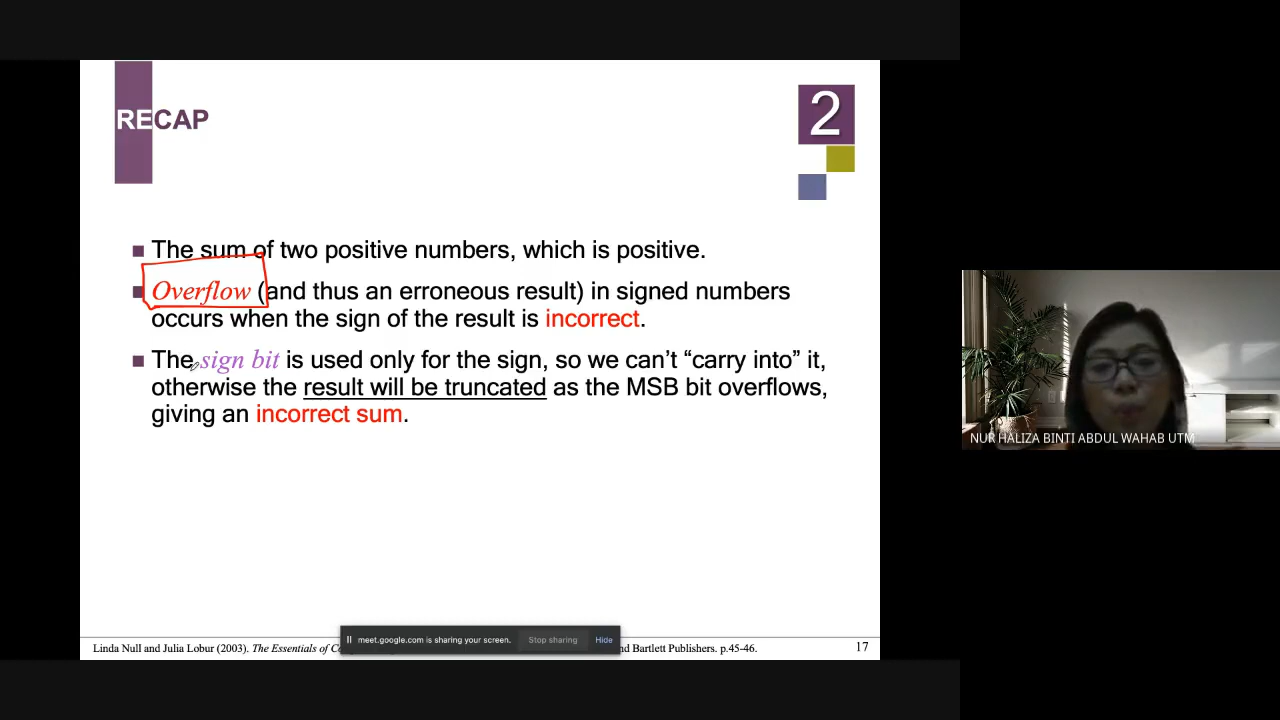 RECAP
2
The sum of two positive numbers, which is positive.
Overflow (and thus an erroneous result) in signed numbers
occurs when the sign of the result is incorrect.
The sign bit is used only for the sign, so we can’t “carry into” it,
otherwise the result will be truncated as the MSB bit overflows,
giving an incorrect sum.
NUR HALIZA BINTI ABDUL WAHAB UTM
meet.google.com is sharing your screen. Stop sharing Hide
Linda Null and Julia Lobur (2003). The Essentials of Bartlett Publishers. p.45-46. 17